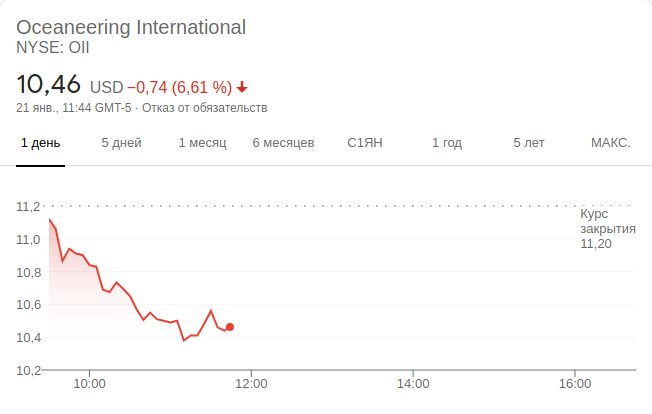 Oceaneering International
NYSE: OII
10,46 USD −0,74 (6,61 %)
21 янв., 11:44 GMT-5 · Отказ от обязательств
1 день 5 дней 1 месяц 6 месяцев С1ЯН 1 год 5 лет МАКС.
11,2
Курс
закрытия
11,20
11,0
10,8
10,6
10,4
10,2
10:00 12:00 14:00 16:00